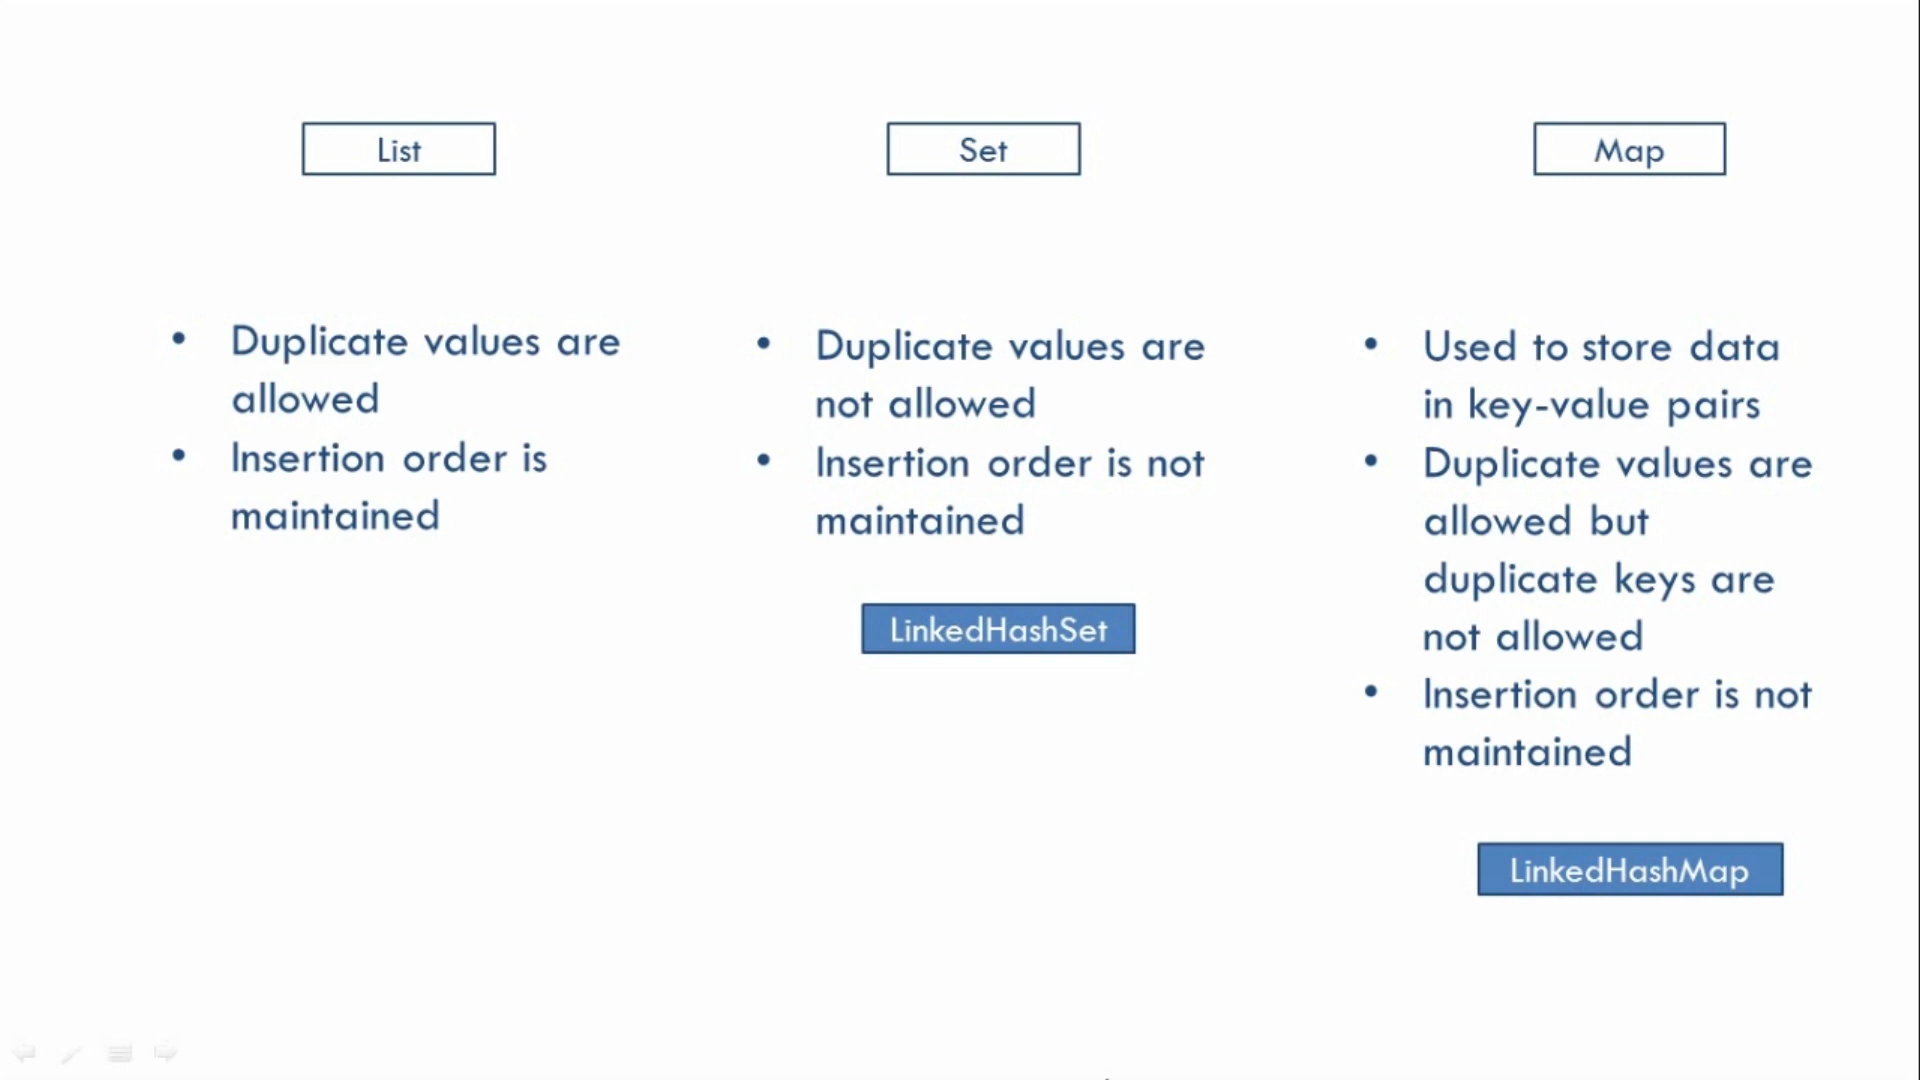 List
• Duplicate values are
allowed
• Insertion order is
maintained
Set
• Duplicate values are
not allowed
• Insertion order is not
maintained
LinkedHashSet
Map
• Used to store data
in key-value pairs
• Duplicate values are
allowed but
duplicate keys are
not allowed
• Insertion order is not
maintained
LinkedHashMap